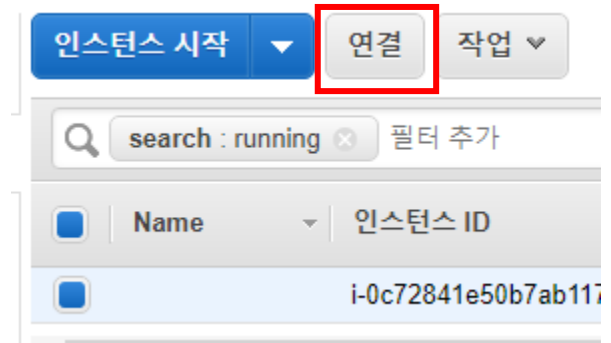 인스턴스 시작 연결 작업
search : running 필터 추가
Name 인스턴스 ID
i-0c72841e50b7ab117